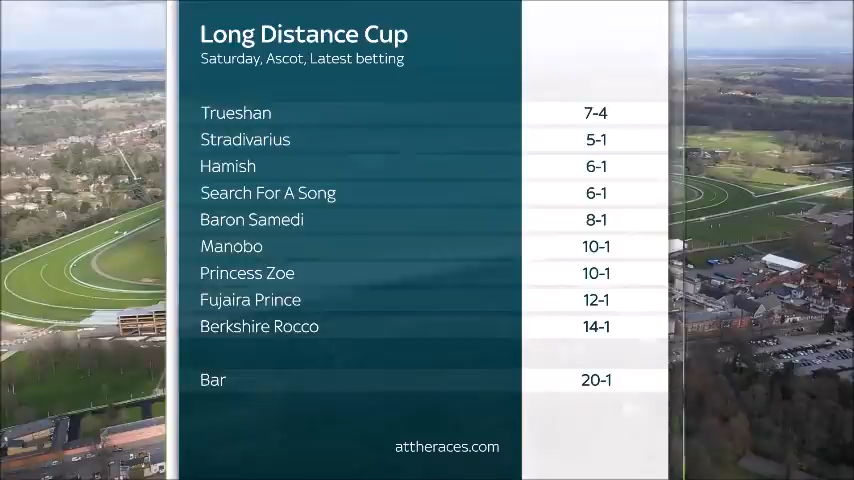 Long Distance Cup
Saturday, Ascot, Latest betting
Trueshan 7-4
Stradivarius 5-1
Hamish 6-1
Search For A Song 6-1
Baron Samedi 8-1
Manobo 10-1
Princess Zoe 10-1
Fujaira Prince 12-1
Berkshire Rocco 14-1
Bar 20-1
attheraces.com